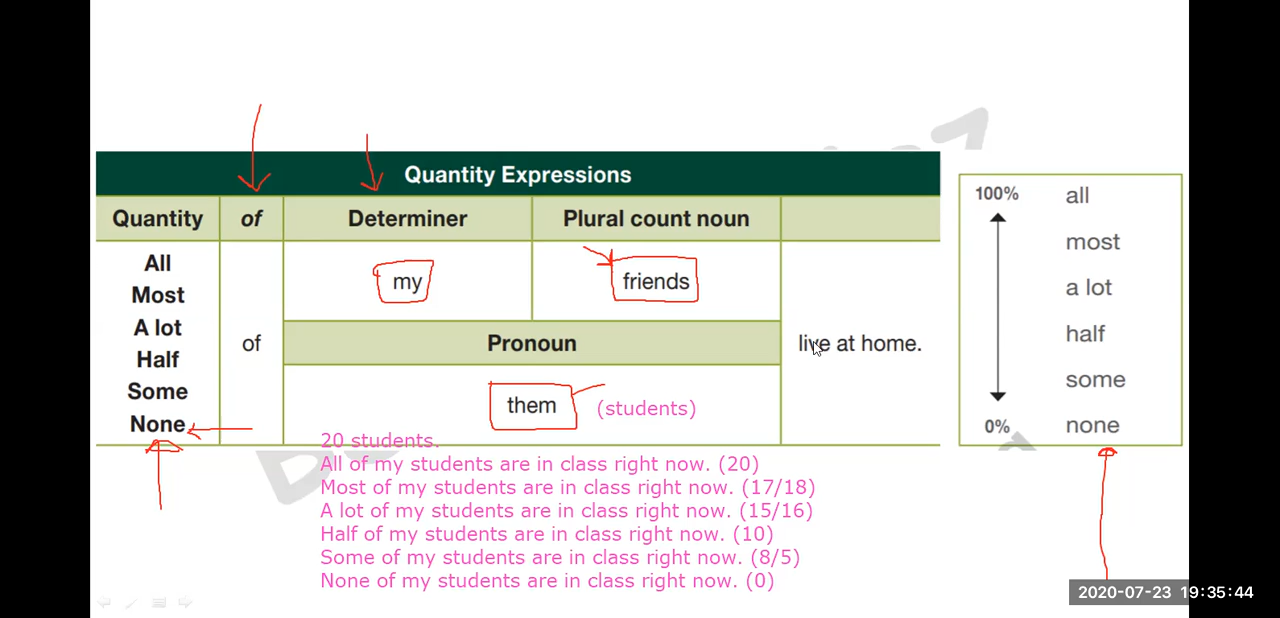 Quantity Expressions
Quantity of Determiner Plural count noun
All
Most
A lot
Half
Some
None
of
my
friends
Pronoun
them
(students)
live at home.
100%
0%
all
most
a lot
half
some
none
20 students.
All of my students are in class right now. (20)
Most of my students are in class right now. (17/18)
A lot of my students are in class right now. (15/16)
Half of my students are in class right now. (10)
Some of my students are in class right now. (8/5)
None of my students are in class right now. (0)
2020-07-23 19:35:44